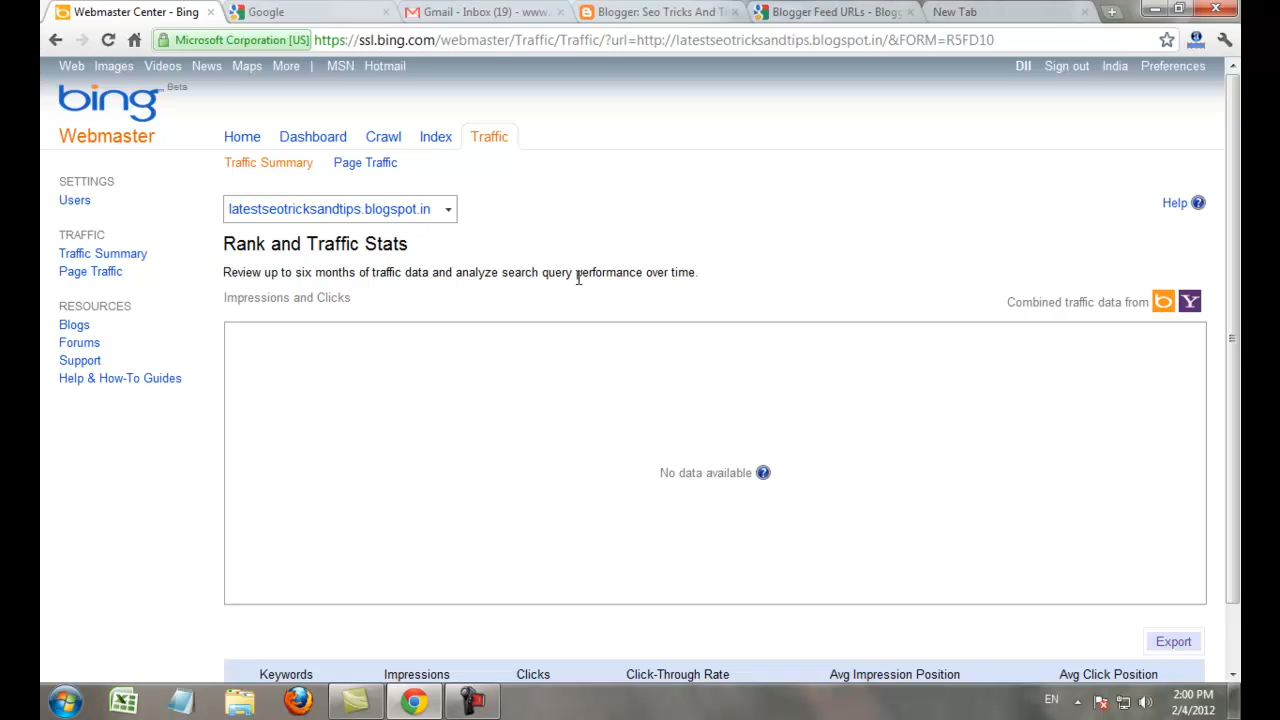 Webmaster Center - Bing
Google
Gmail - Inbox (19) - www.
Blogger: Seo Tricks And T
Blogger Feed URLs - Blogg
New Tab
Microsoft Corporation [US]
https://ssl.bing.com/webmaster/Traffic/Traffic/?url=http://latestseotricksandtips.blogspot.in/&FORM=R5FD10
Web Images Videos News Maps More | MSN Hotmail
DII Sign out India Preferences
bing Beta
Webmaster
Home Dashboard Crawl Index Traffic
Traffic Summary Page Traffic
SETTINGS
Users
TRAFFIC
Traffic Summary
Page Traffic
RESOURCES
Blogs
Forums
Support
Help & How-To Guides
latestseotricksandtips.blogspot.in
Help ?
Rank and Traffic Stats
Review up to six months of traffic data and analyze search query performance over time.
Impressions and Clicks
Combined traffic data from b Y
No data available ?
Export
Keywords Impressions Clicks Click-Through Rate Avg Impression Position Avg Click Position
EN
2:00 PM
2/4/2012